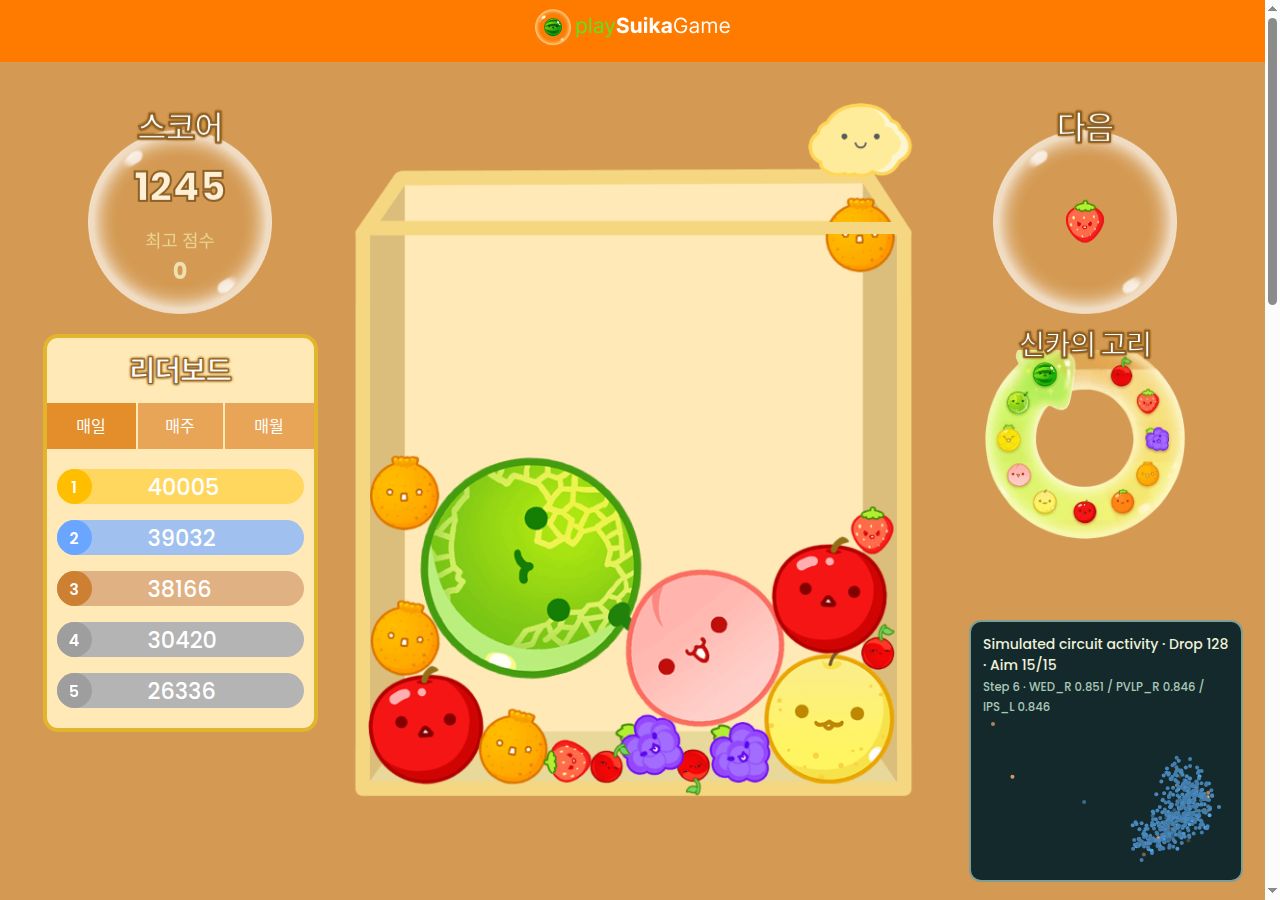 playSuikaGame
스코어
1245
최고 점수
0
다음
리더보드
매일 매주 매월
1 40005
2 39032
3 38166
4 30420
5 26336
신카의 고리
Simulated circuit activity · Drop 128
· Aim 15/15
Step 6 · WED_R 0.851 / PVLP_R 0.846 /
IPS_L 0.846